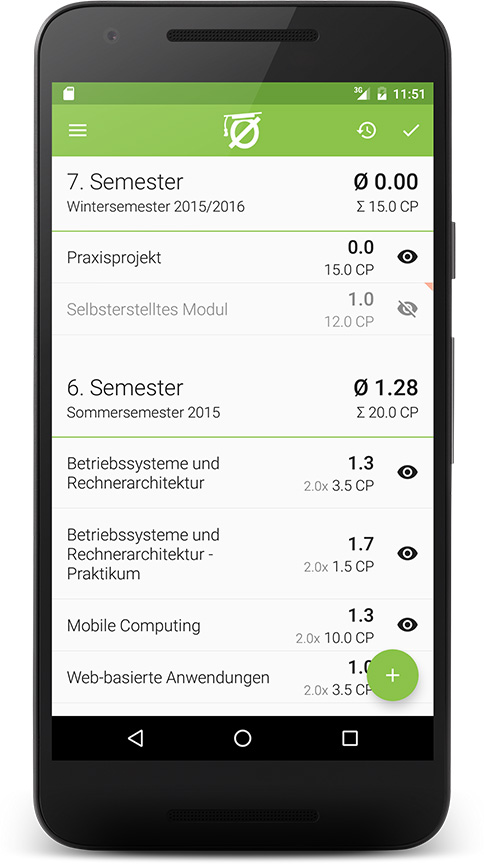 3G 11:51
7. Semester Ø 0.00
Wintersemester 2015/2016 Σ 15.0 CP
Praxisprojekt 0.0
15.0 CP
Selbsterstelltes Modul 1.0
12.0 CP
6. Semester Ø 1.28
Sommersemester 2015 Σ 20.0 CP
Betriebssysteme und 1.3
Rechnerarchitektur 2.0x 3.5 CP
Betriebssysteme und
Rechnerarchitektur - 1.7
Praktikum 2.0x 1.5 CP
Mobile Computing 1.3
2.0x 10.0 CP
Web-basierte Anwendungen 1.0
2.0x 3.5 CP